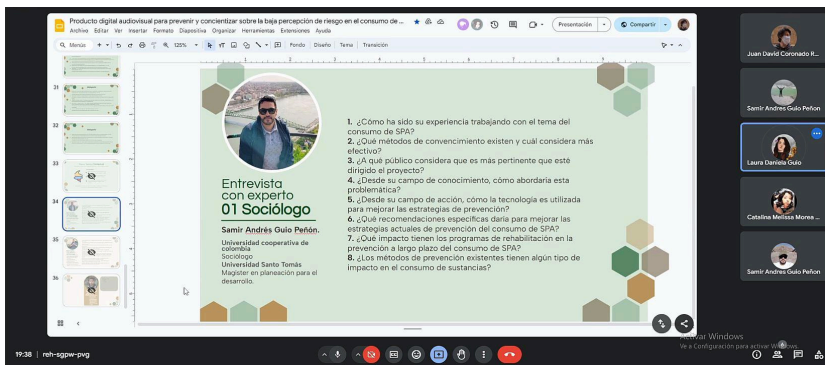 Producto digital audiovisual para prevenir y concientizar sobre la baja percepción de riesgo en el consumo de ...
Archivo Editar Ver Insertar Formato Diapositiva Organizar Herramientas Extensiones Ayuda
Presentación
Compartir
Menús
125%
Fondo Diseño Tema Transición
31
32
33
34
35
36
Entrevista
con experto
01 Sociólogo
Samir Andrés Guio Peñón.
Universidad cooperativa de
colombia
Sociólogo
Universidad Santo Tomás
Magister en planeación para el
desarrollo.
1. ¿Cómo ha sido su experiencia trabajando con el tema del
consumo de SPA?
2. ¿Qué métodos de convencimiento existen y cuál considera más
efectivo?
3. ¿A qué público considera que es más pertinente que esté
dirigido el proyecto?
4. ¿Desde su campo de conocimiento, cómo abordaría esta
problemática?
5. ¿Desde su campo de acción, cómo la tecnología es utilizada
para mejorar las estrategias de prevención?
6. ¿Qué recomendaciones específicas daría para mejorar las
estrategias actuales de prevención del consumo de SPA?
7. ¿Qué impacto tienen los programas de rehabilitación en la
prevención a largo plazo del consumo de SPA?
8. ¿Los métodos de prevención existentes tienen algún tipo de
impacto en el consumo de sustancias?
Juan David Coronado R...
Samir Andres Guio Peñon
Laura Daniela Guio
Catalina Melissa Morea ...
Samir Andres Guio Peñon
Activar Windows
Ve a Configuración para activar Windows.
19:38 | reh-sgpw-pvg